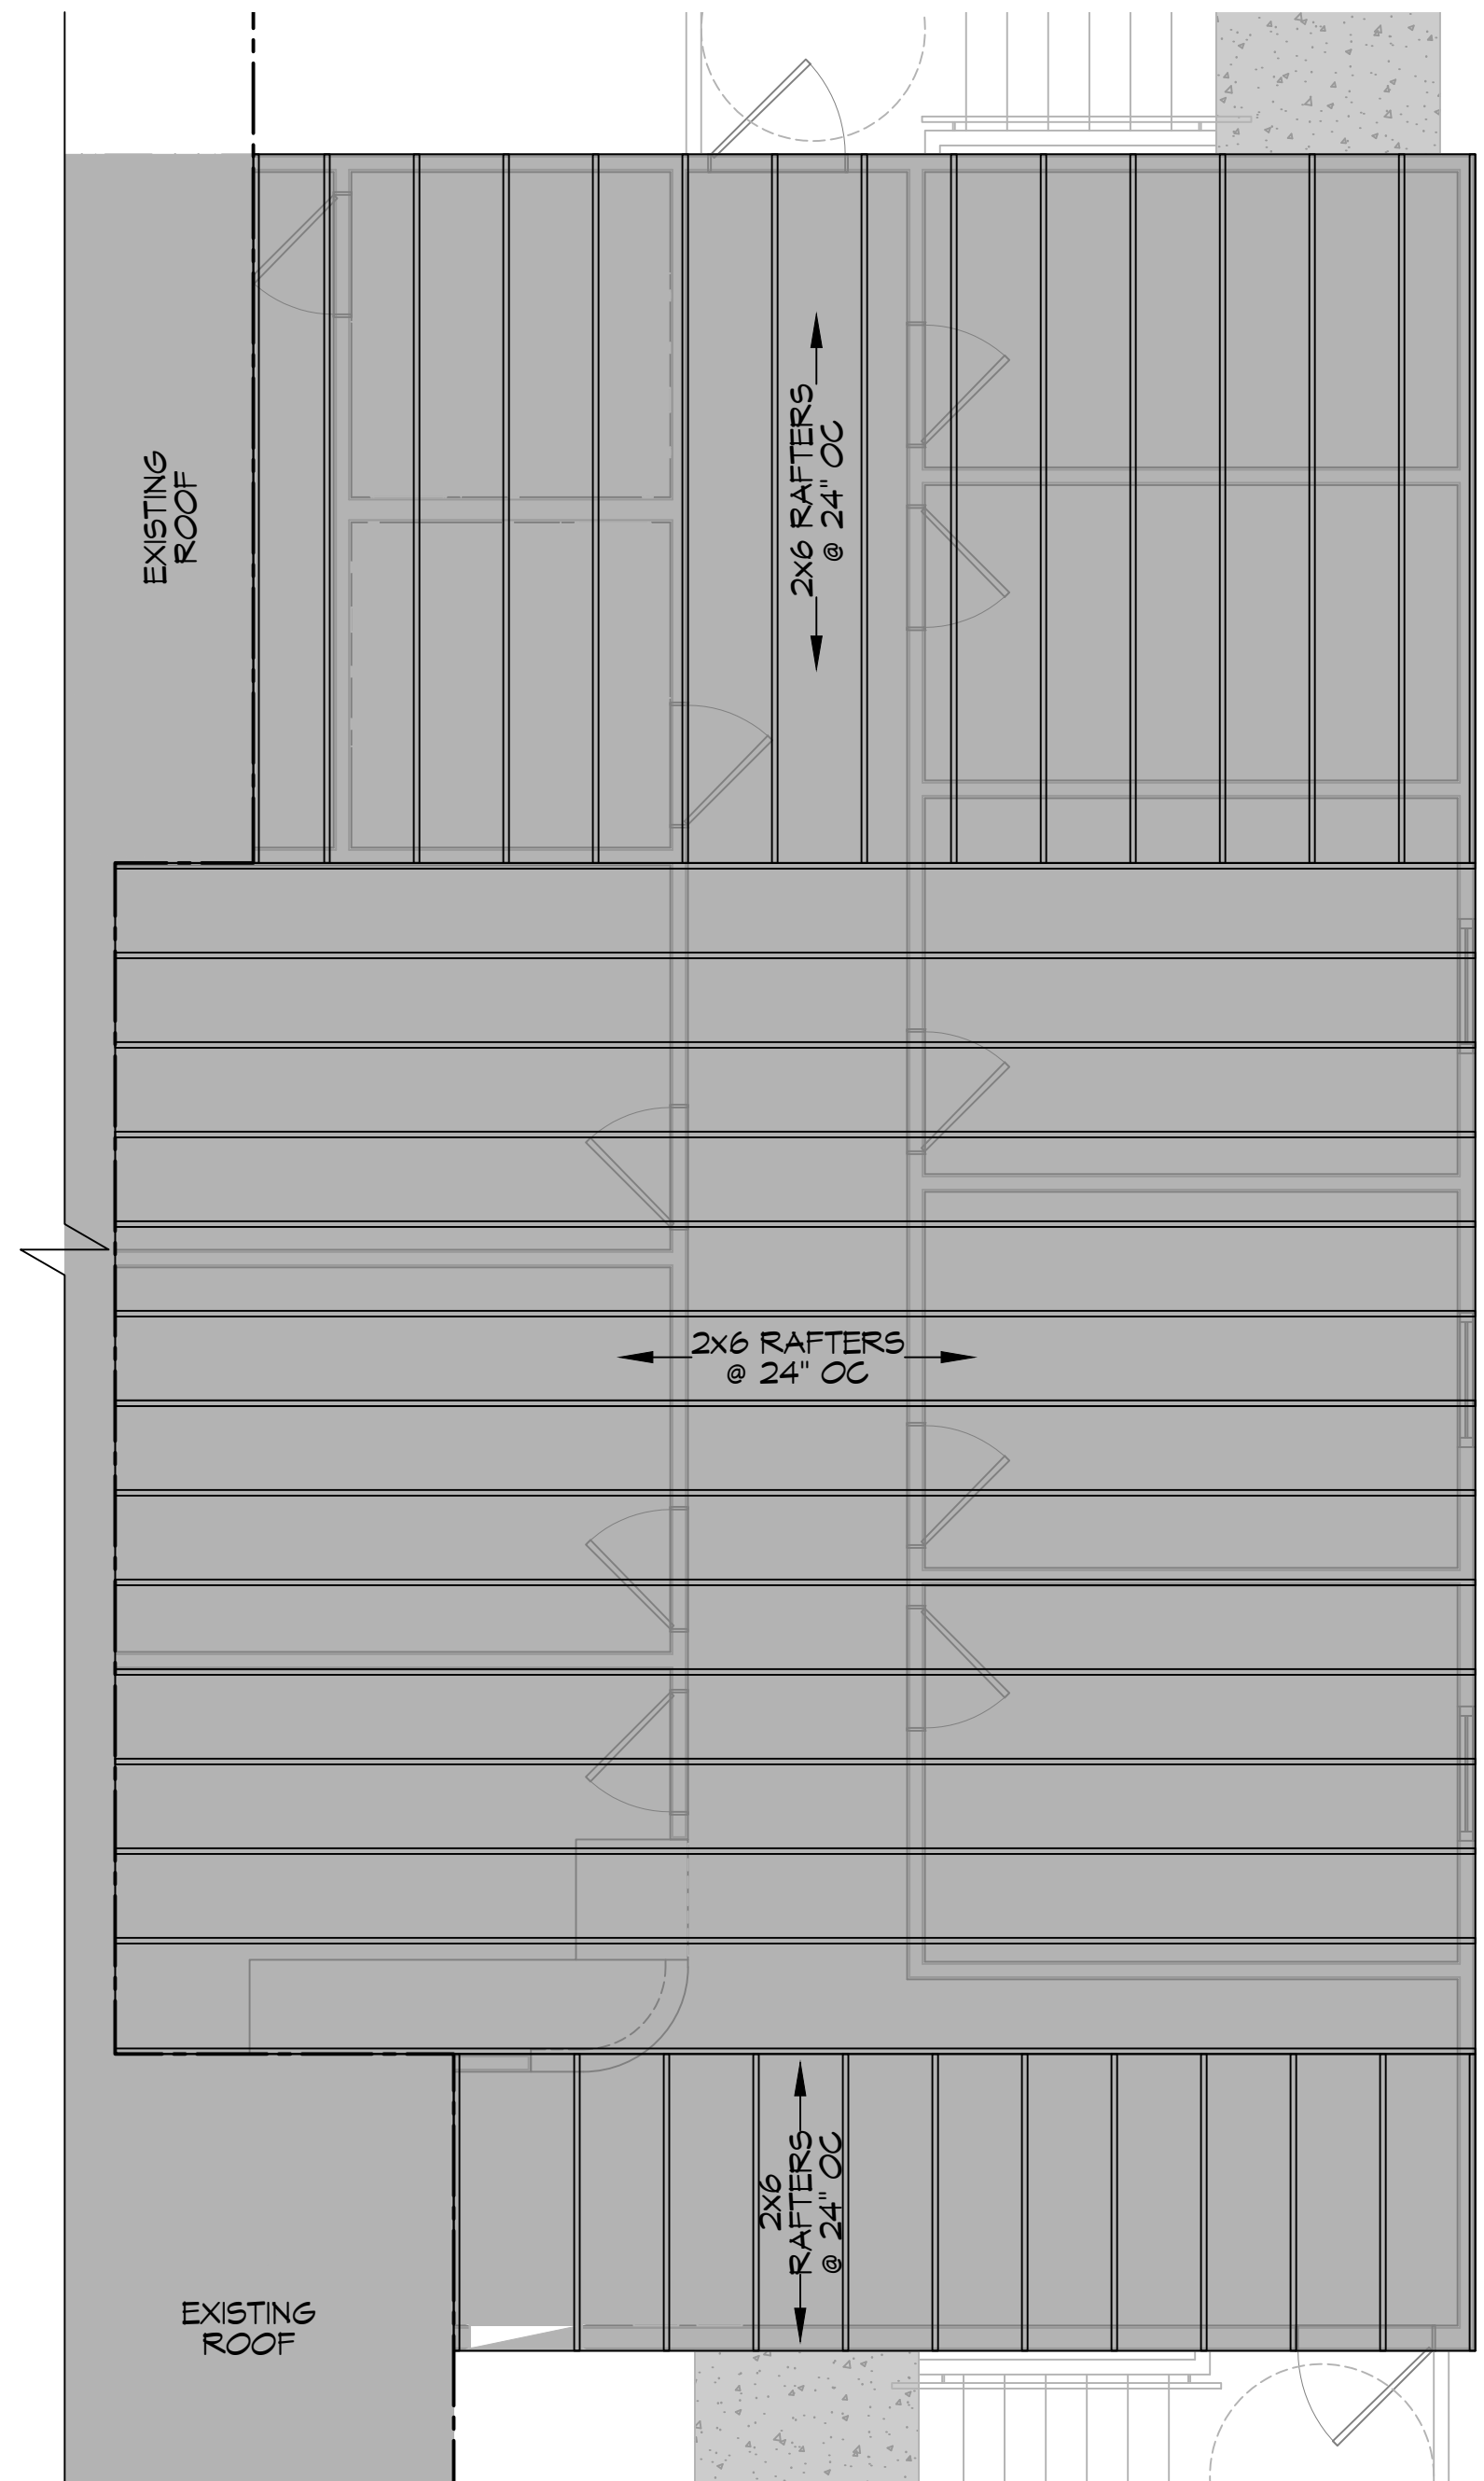 EXISTING
ROOF
2x6 RAFTERS
@ 24" OC
2x6 RAFTERS
@ 24" OC
2x6
RAFTERS
@ 24" OC
EXISTING
ROOF